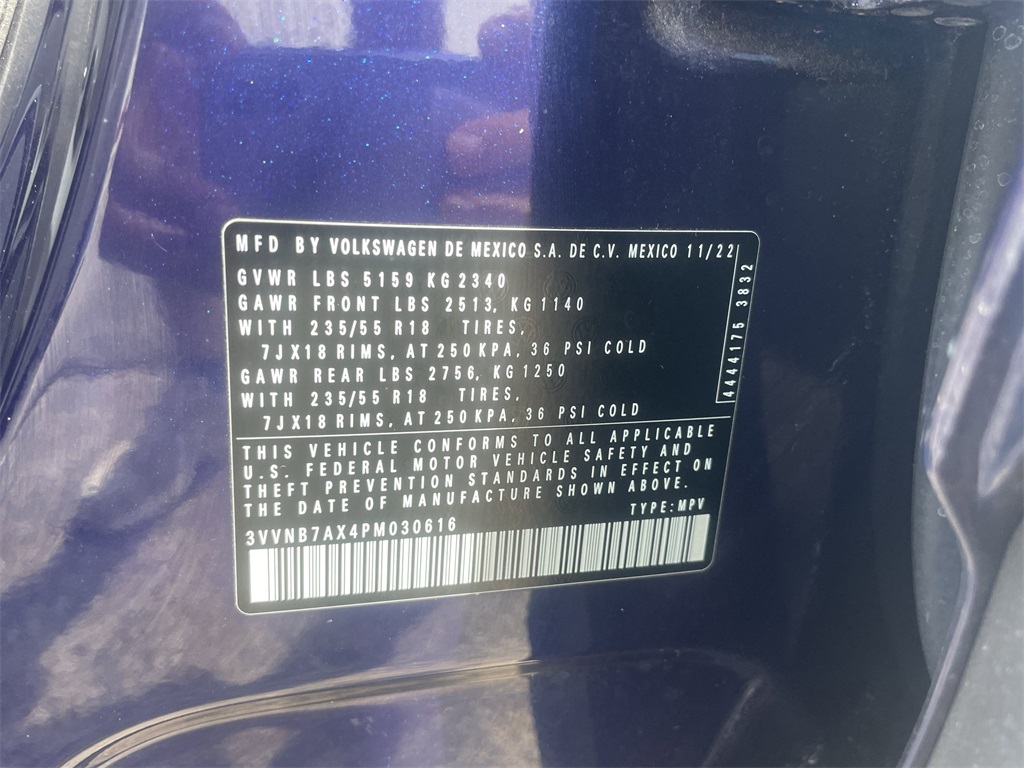 MFD BY VOLKSWAGEN DE MEXICO S.A. DE C.V. MEXICO 11/22
GVWR LBS 5159 KG 2340
GAWR FRONT LBS 2513, KG 1140
WITH 235/55 R18 TIRES,
7JX18 RIMS, AT 250 KPA, 36 PSI COLD
GAWR REAR LBS 2756, KG 1250
WITH 235/55 R18 TIRES,
7JX18 RIMS, AT 250 KPA, 36 PSI COLD
4444175 3832
THIS VEHICLE CONFORMS TO ALL APPLICABLE
U.S. FEDERAL MOTOR VEHICLE SAFETY AND
THEFT PREVENTION STANDARDS IN EFFECT ON
THE DATE OF MANUFACTURE SHOWN ABOVE.
TYPE: MPV
3VVNB7AX4PM030616